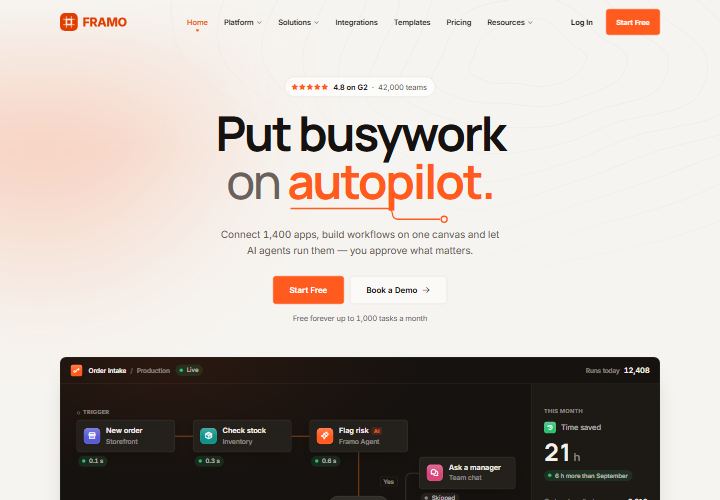 FRAMO
Home Platform Solutions Integrations Templates Pricing Resources Log In Start Free
4.8 on G2 · 42,000 teams
Put busywork
on autopilot.
Connect 1,400 apps, build workflows on one canvas and let
AI agents run them — you approve what matters.
Start Free Book a Demo →
Free forever up to 1,000 tasks a month
Order intake / Production Live Runs today 12,408
TRIGGER
New order
Storefront
0.1 s
Check stock
Inventory
0.3 s
Flag risk AI
Framo Agent
0.6 s
Yes
Ask a manager
Team chat
Skipped
THIS MONTH
Time saved
21 h
6 h more than September